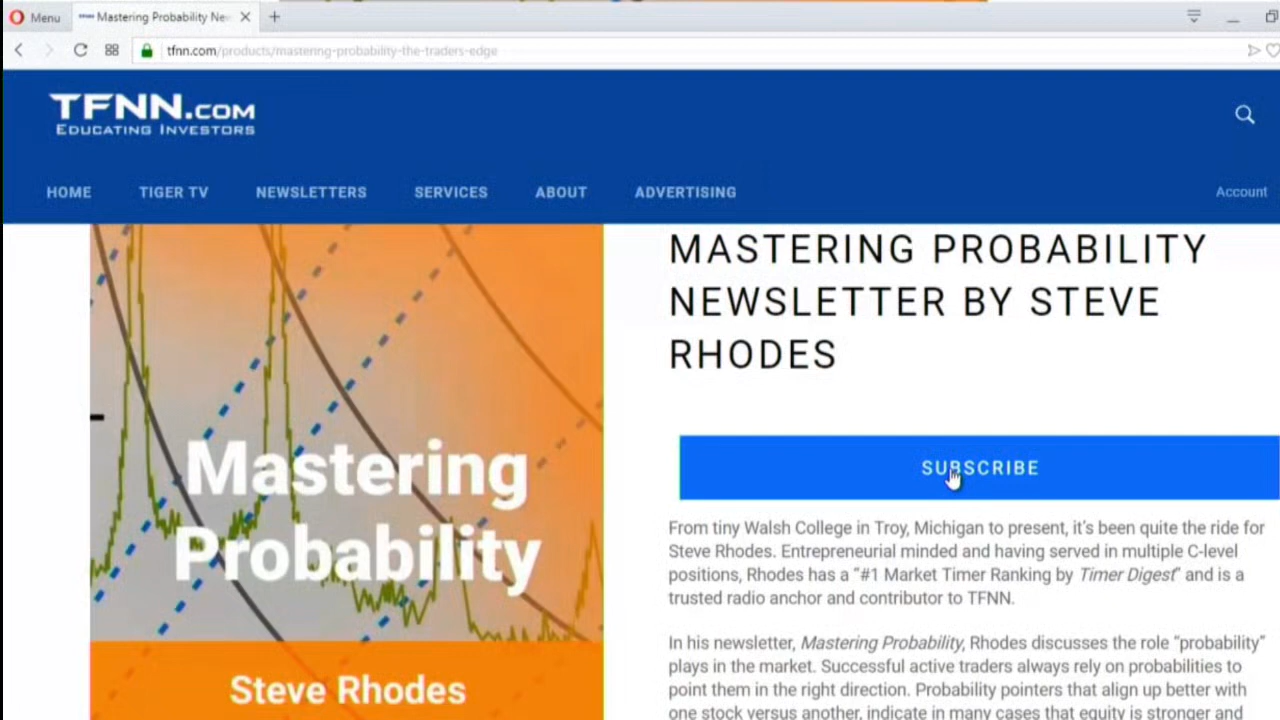 Menu
Mastering Probability Ne
tfnn.com/products/mastering-probability-the-traders-edge
TFNN.COM
EDUCATING INVESTORS
HOME TIGER TV NEWSLETTERS SERVICES ABOUT ADVERTISING Account
Mastering
Probability
Steve Rhodes
MASTERING PROBABILITY
NEWSLETTER BY STEVE
RHODES
SUBSCRIBE
From tiny Walsh College in Troy, Michigan to present, it's been quite the ride for
Steve Rhodes. Entrepreneurial minded and having served in multiple C-level
positions, Rhodes has a "#1 Market Timer Ranking by Timer Digest" and is a
trusted radio anchor and contributor to TFNN.
In his newsletter, Mastering Probability, Rhodes discusses the role "probability"
plays in the market. Successful active traders always rely on probabilities to
point them in the right direction. Probability pointers that align up better with
one stock versus another, indicate in many cases that equity is stronger and